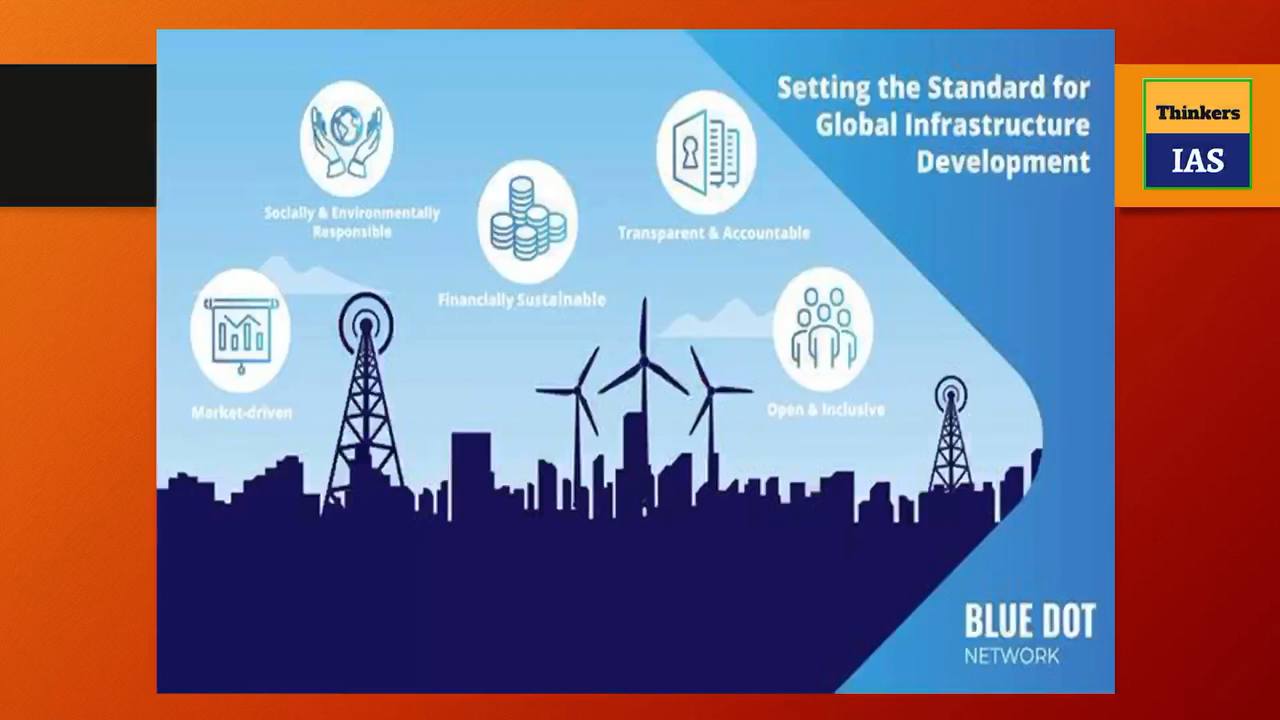 Setting the Standard for
Global Infrastructure
Development
Thinkers
IAS
Socially & Environmentally
Responsible
Transparent & Accountable
Financially Sustainable
Market-driven
Open & Inclusive
BLUE DOT
NETWORK